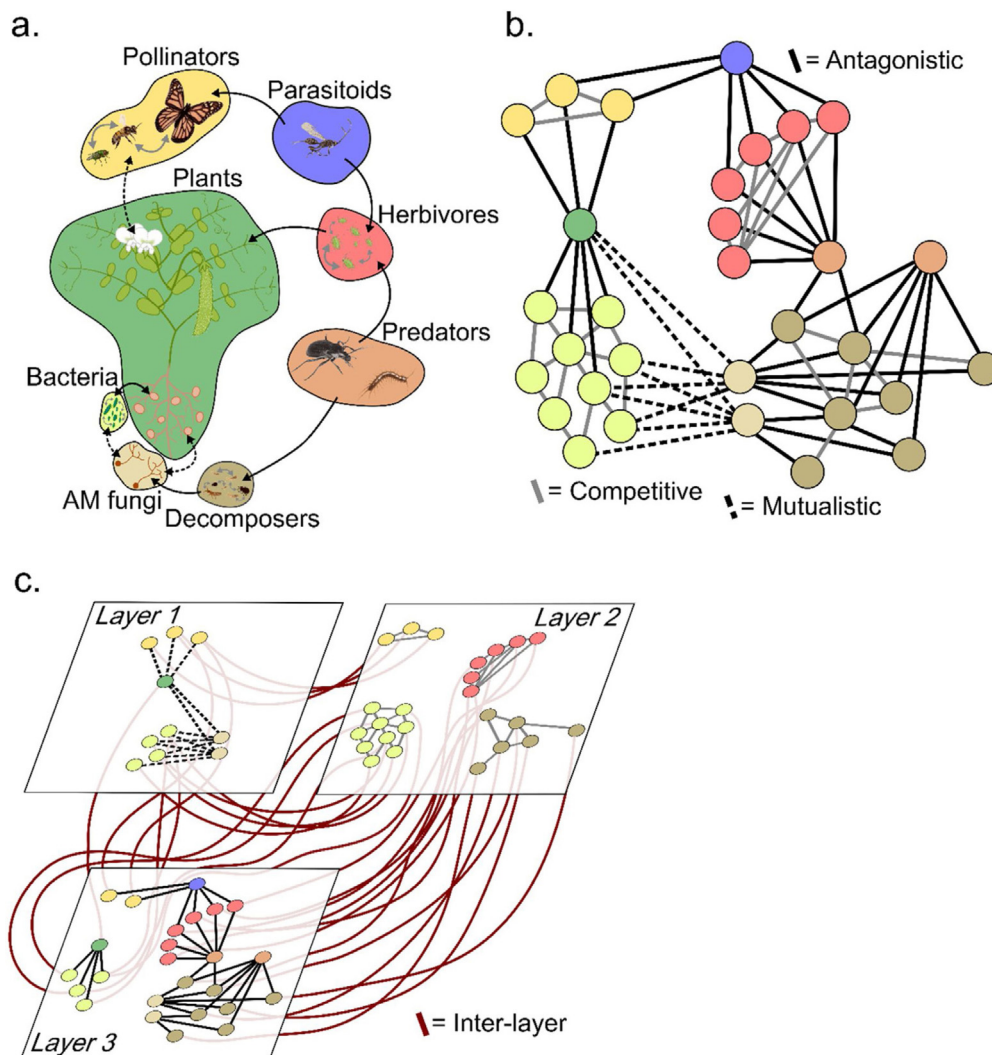 a.
Pollinators
Parasitoids
Plants
Herbivores
Predators
Bacteria
AM fungi
Decomposers
b.
= Antagonistic
= Competitive
= Mutualistic
c.
Layer 1
Layer 2
Layer 3
= Inter-layer